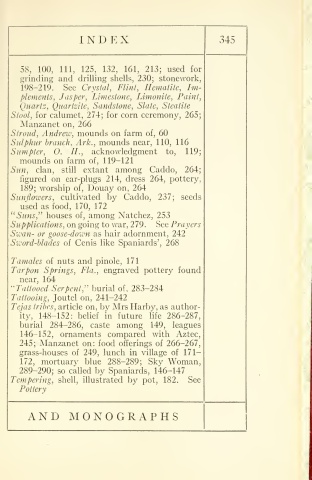 INDEX
345
58, 100, 111, 125, 132, 161, 213; used for
grinding and drilling shells, 230; stonework,
198–219. See Crystal, Flint, Hematite, Im-
plements, Jasper, Limestone, Limonite, Paint,
Quartz, Quartzite, Sandstone, Slate, Steatite
Stool, for calumet, 274; for corn ceremony, 265;
Manzanet on, 266
Stroud, Andrew, mounds on farm of, 60
Sulphur branch, Ark., mounds near, 110, 116
Sumpter, O. H., acknowledgment to, 119;
mounds on farm of, 119–121
Sun, clan, still extant among Caddo, 264;
figured on ear-plugs 214, dress 264, pottery,
189; worship of, Douay on, 264
Sunflowers, cultivated by Caddo, 237; seeds
used as food, 170, 172
"Suns," houses of, among Natchez, 253
Supplications, on going to war, 279. See Prayers
Swan- or goose-down as hair adornment, 242
Sword-blades of Cenis like Spaniards', 268
Tamales of nuts and pinole, 171
Tarpon Springs, Fla., engraved pottery found
near, 164
"Tattooed Serpent," burial of, 283–284
Tattooing, Joutel on, 241–242
Tejas tribes, article on, by Mrs Harby, as author-
ity, 148–152; belief in future life 286–287,
burial 284–286, caste among 149, leagues
146–152, ornaments compared with Aztec,
245; Manzanet on: food offerings of 266–267,
grass-houses of 249, lunch in village of 171–
172, mortuary blue 288–289; Sky Woman,
289–290; so called by Spaniards, 146–147
Tempering, shell, illustrated by pot, 182. See
Pottery
AND MONOGRAPHS